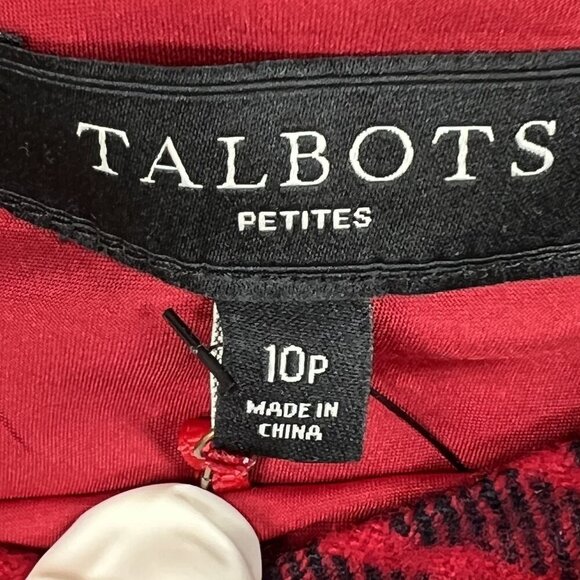 TALBOTS
PETITES
10P
MADE IN
CHINA